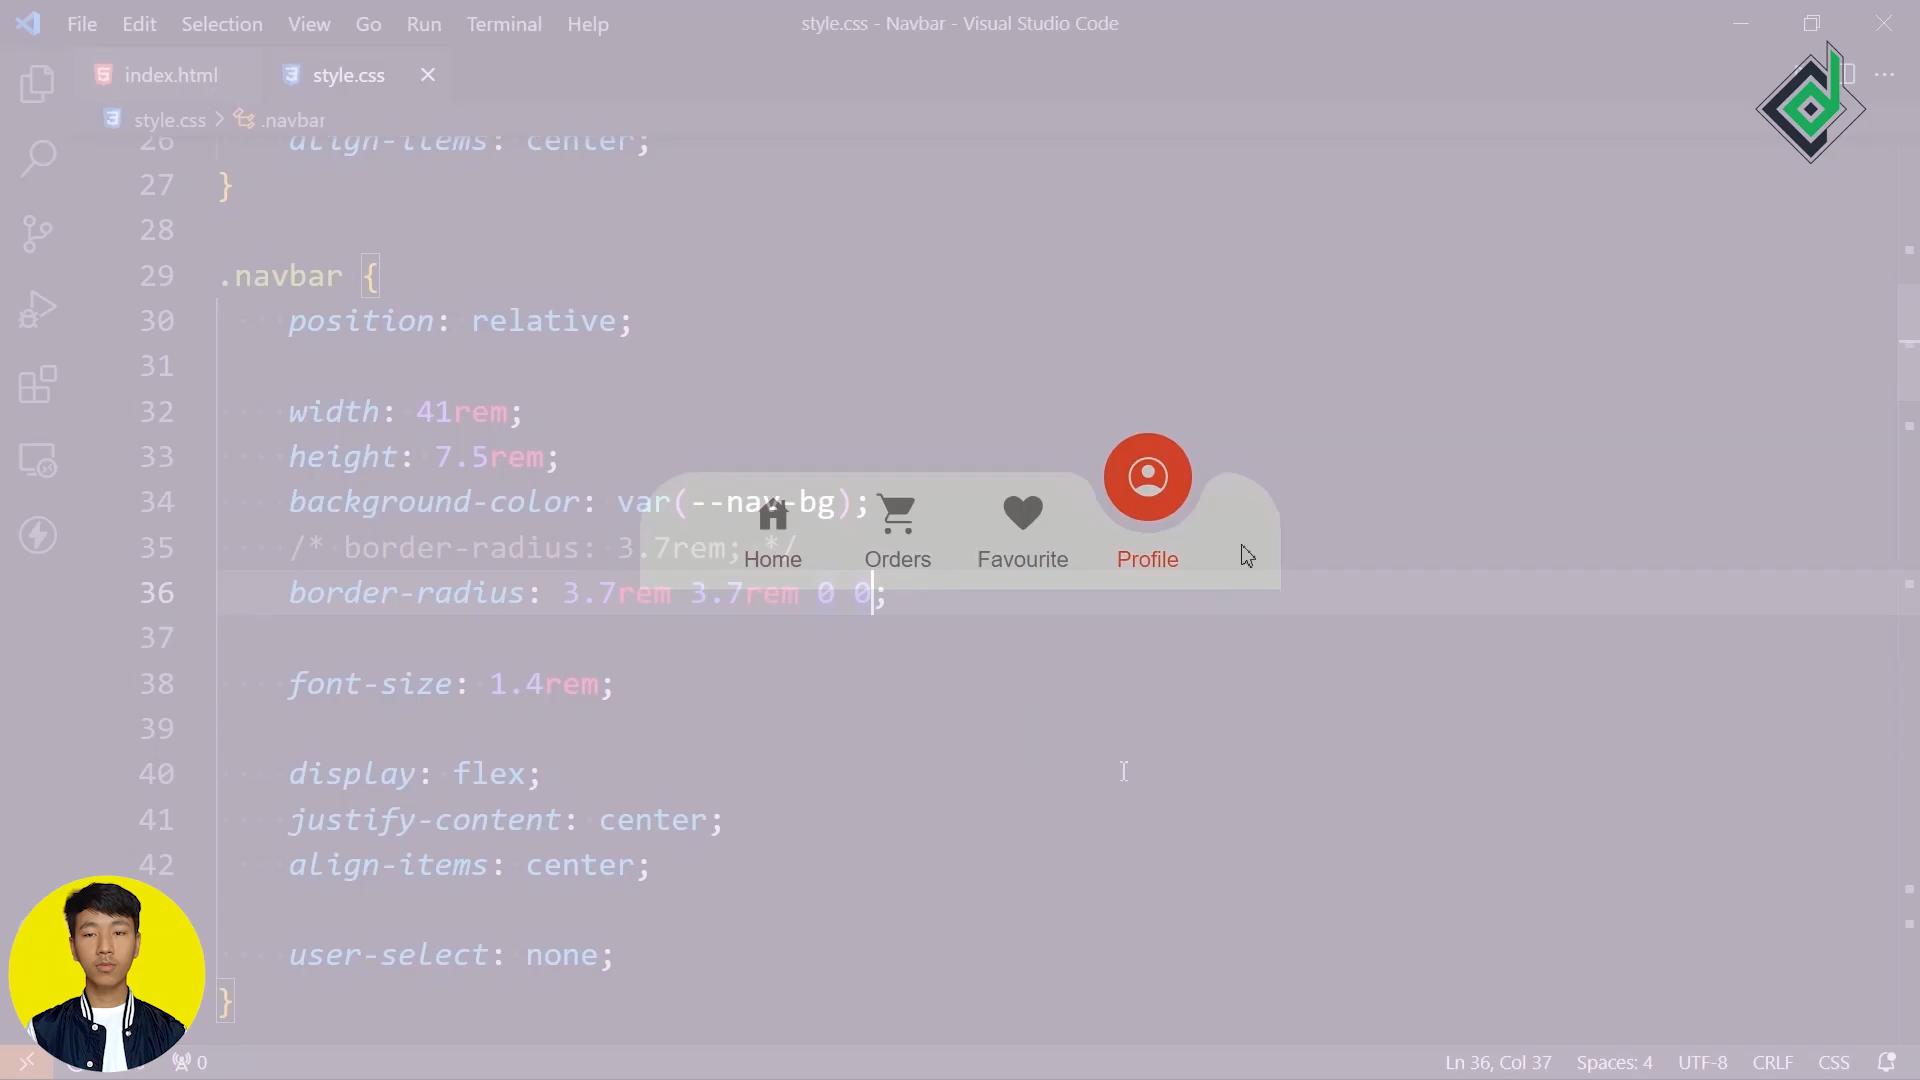 File Edit Selection View Go Run Terminal Help
style.css - Navbar - Visual Studio Code
index.html style.css
style.css > .navbar
26 align-items: center;
27 }
28
29 .navbar {
30 position: relative;
31
32 width: 41rem;
33 height: 7.5rem;
34 background-color: var(--nav-bg);
35 /* border-radius: 3.7rem; */
36 border-radius: 3.7rem 3.7rem 0 0;
37
38 font-size: 1.4rem;
39
40 display: flex;
41 justify-content: center;
42 align-items: center;
user-select: none;
}
Home Orders Favourite Profile
0
Ln 36, Col 37 Spaces: 4 UTF-8 CRLF CSS